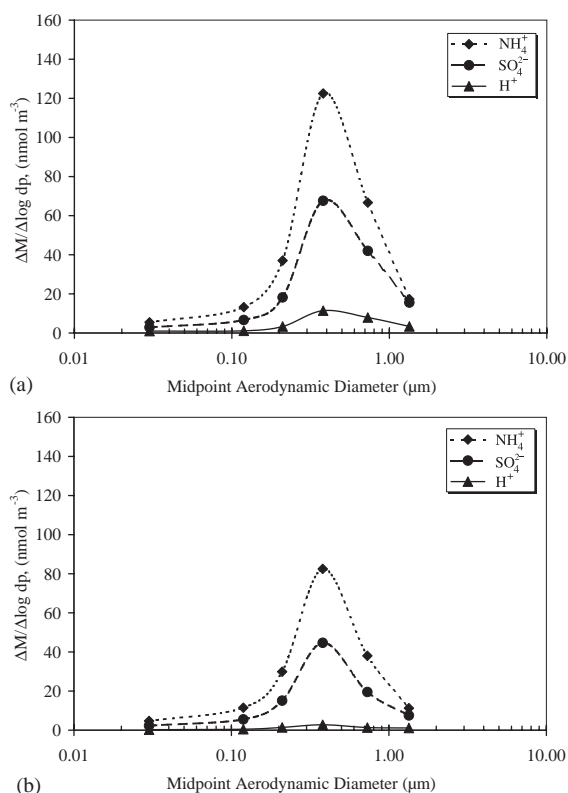 160
140
120
100
80
60
40
20
0
ΔM/Δlog dp, (nmol m⁻³)
NH₄⁺
SO₄²⁻
H⁺
0.01 0.10 1.00 10.00
(a) Midpoint Aerodynamic Diameter (μm)
160
140
120
100
80
60
40
20
0
ΔM/Δlog dp, (nmol m⁻³)
NH₄⁺
SO₄²⁻
H⁺
0.01 0.10 1.00 10.00
(b) Midpoint Aerodynamic Diameter (μm)